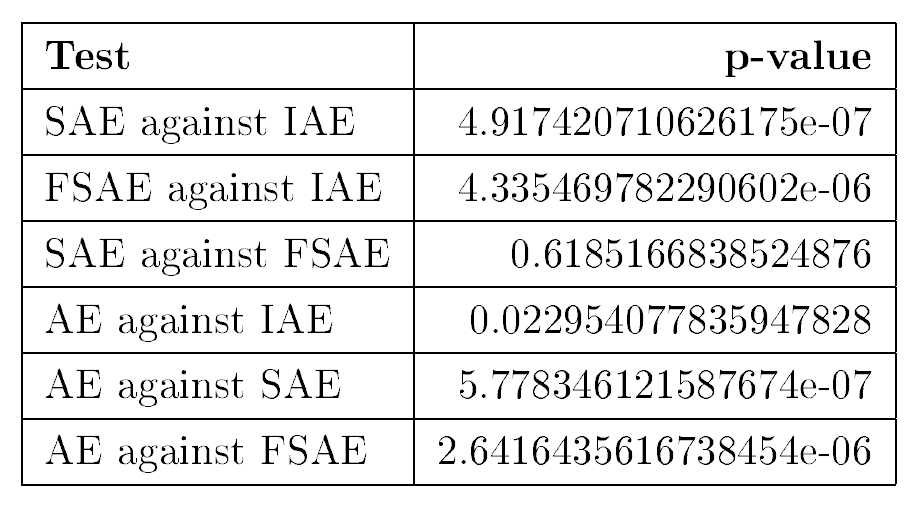 Test p-value
SAE against IAE 4.917420710626175e-07
FSAE against IAE 4.335469782290602e-06
SAE against FSAE 0.6185166838524876
AE against IAE 0.022954077835947828
AE against SAE 5.778346121587674e-07
AE against FSAE 2.6416435616738454e-06